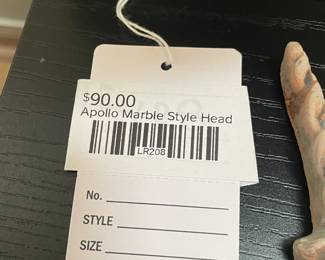 $90.00
Apollo Marble Style Head
LR208
No.
STYLE
SIZE